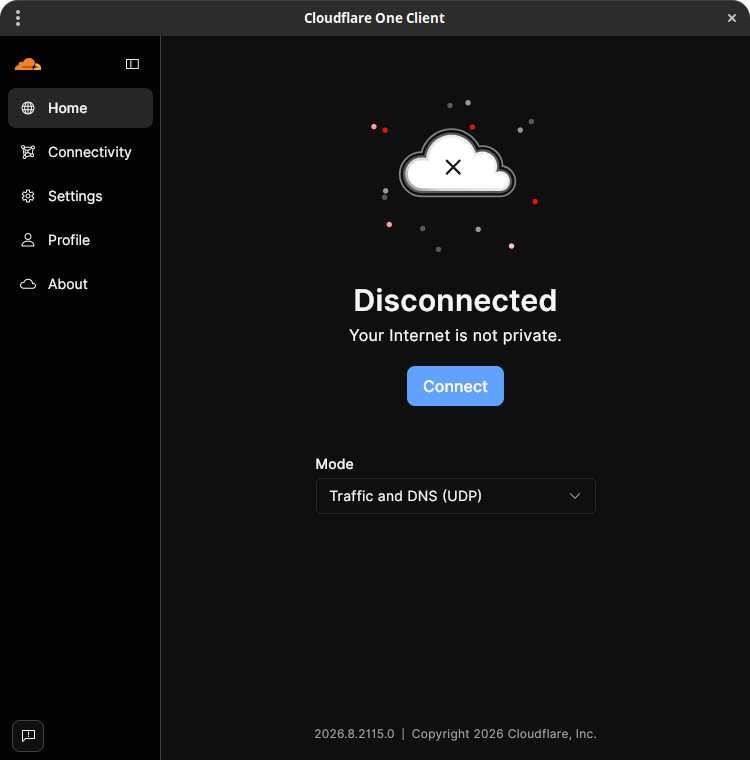 Cloudflare One Client
Home
Connectivity
Settings
Profile
About
Disconnected
Your Internet is not private.
Connect
Mode
Traffic and DNS (UDP)
2026.8.2115.0 | Copyright 2026 Cloudflare, Inc.